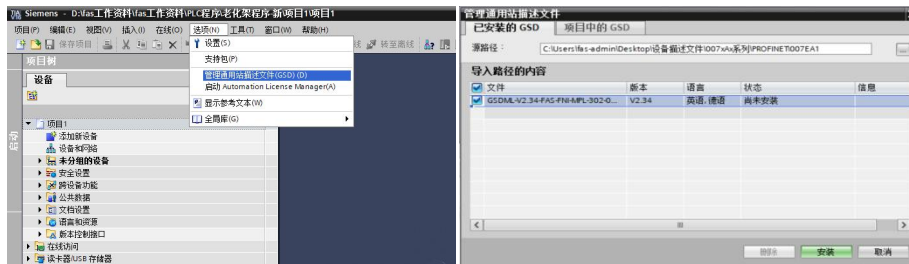 Siemens - D:\fas工作资料\fas工作资料\PLC程序\老化架程序-新\项目1\项目1
项目(P) 编辑(E) 视图(V) 插入(I) 在线(O) 选项(N) 工具(T) 窗口(W) 帮助(H)
保存项目
转至离线
设置(S)
支持包(P)
管理通用站描述文件(GSD) (D)
启动 Automation License Manager(A)
显示参考文本(W)
全局库(G)
项目树
设备
启动
项目1
添加新设备
设备和网络
未分组的设备
安全设置
跨设备功能
公共数据
文档设置
语言和资源
版本控制接口
在线访问
读卡器/USB 存储器
管理通用站描述文件
已安装的 GSD 项目中的 GSD
源路径： C:\Users\fas-admin\Desktop\设备描述文件\007xAx系列\PROFINET\007EA1
导入路径的内容
文件 版本 语言 状态 信息
GSDML-V2.34-FAS-FNI-MPL-302-0... V2.34 英语, 德语 尚未安装
删除 安装 取消